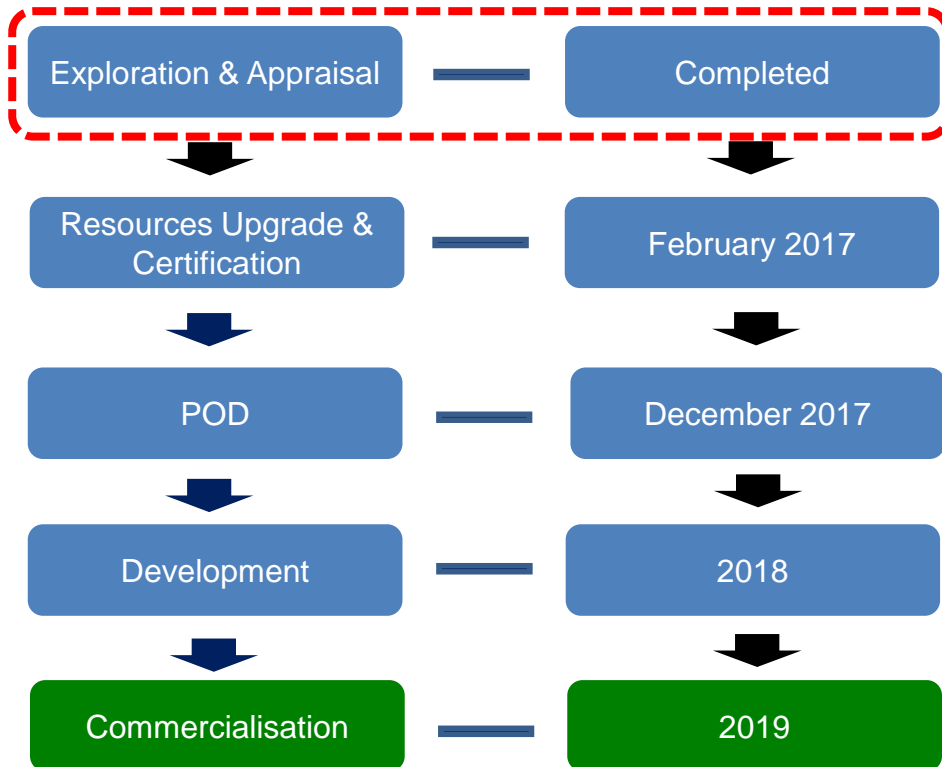 Exploration & Appraisal
Completed
Resources Upgrade &
Certification
February 2017
POD
December 2017
Development
2018
Commercialisation
2019